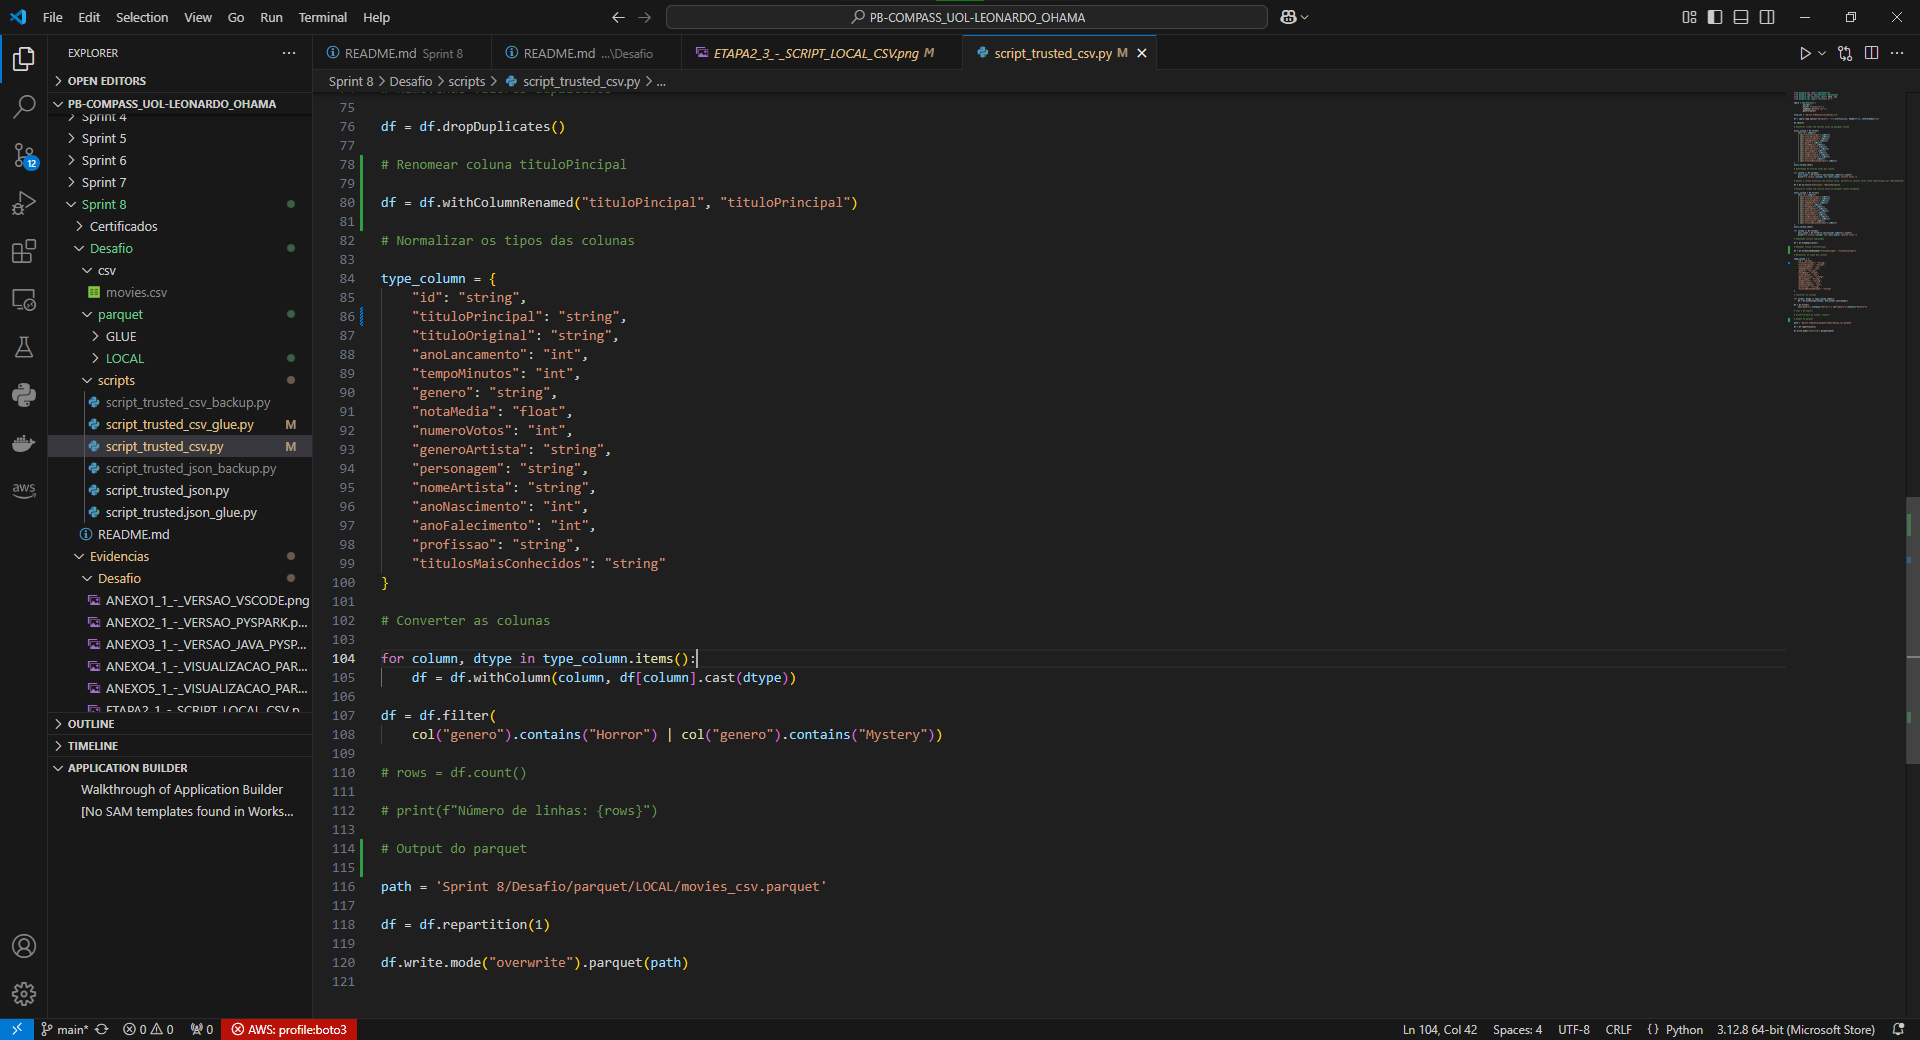 File Edit Selection View Go Run Terminal Help
PB-COMPASS_UOL-LEONARDO_OHAMA
EXPLORER
OPEN EDITORS
PB-COMPASS_UOL-LEONARDO_OHAMA
Sprint 4
Sprint 5
Sprint 6
Sprint 7
Sprint 8
Certificados
Desafio
csv
movies.csv
parquet
GLUE
LOCAL
scripts
script_trusted_csv_backup.py
script_trusted_csv_glue.py M
script_trusted_csv.py M
script_trusted_json_backup.py
script_trusted_json.py
script_trusted.json_glue.py
README.md
Evidencias
Desafio
ANEXO1_1_-_VERSAO_VSCODE.png
ANEXO2_1_-_VERSAO_PYSPARK.p...
ANEXO3_1_-_VERSAO_JAVA_PYSP...
ANEXO4_1_-_VISUALIZACAO_PAR...
ANEXO5_1_-_VISUALIZACAO_PAR...
ETAPA2_1_-_SCRIPT_LOCAL_CSV.p...
OUTLINE
TIMELINE
APPLICATION BUILDER
Walkthrough of Application Builder
[No SAM templates found in Works...
12
README.md Sprint 8
README.md ...\Desafio
ETAPA2_3_-_SCRIPT_LOCAL_CSV.png M
script_trusted_csv.py M
Sprint 8 > Desafio > scripts > script_trusted_csv.py > ...
75
76 df = df.dropDuplicates()
77
78 # Renomear coluna tituloPincipal
79
80 df = df.withColumnRenamed("tituloPincipal", "tituloPrincipal")
81
82 # Normalizar os tipos das colunas
83
84 type_column = {
85 "id": "string",
86 "tituloPrincipal": "string",
87 "tituloOriginal": "string",
88 "anoLancamento": "int",
89 "tempoMinutos": "int",
90 "genero": "string",
91 "notaMedia": "float",
92 "numeroVotos": "int",
93 "generoArtista": "string",
94 "personagem": "string",
95 "nomeArtista": "string",
96 "anoNascimento": "int",
97 "anoFalecimento": "int",
98 "profissao": "string",
99 "titulosMaisConhecidos": "string"
100 }
101
102 # Converter as colunas
103
104 for column, dtype in type_column.items():
105 df = df.withColumn(column, df[column].cast(dtype))
106
107 df = df.filter(
108 col("genero").contains("Horror") | col("genero").contains("Mystery"))
109
110 # rows = df.count()
111
112 # print(f"Número de linhas: {rows}")
113
114 # Output do parquet
115
116 path = 'Sprint 8/Desafio/parquet/LOCAL/movies_csv.parquet'
117
118 df = df.repartition(1)
119
120 df.write.mode("overwrite").parquet(path)
121
aws
main* 0 0 0 AWS: profile:boto3
Ln 104, Col 42 Spaces: 4 UTF-8 CRLF {} Python 3.12.8 64-bit (Microsoft Store)